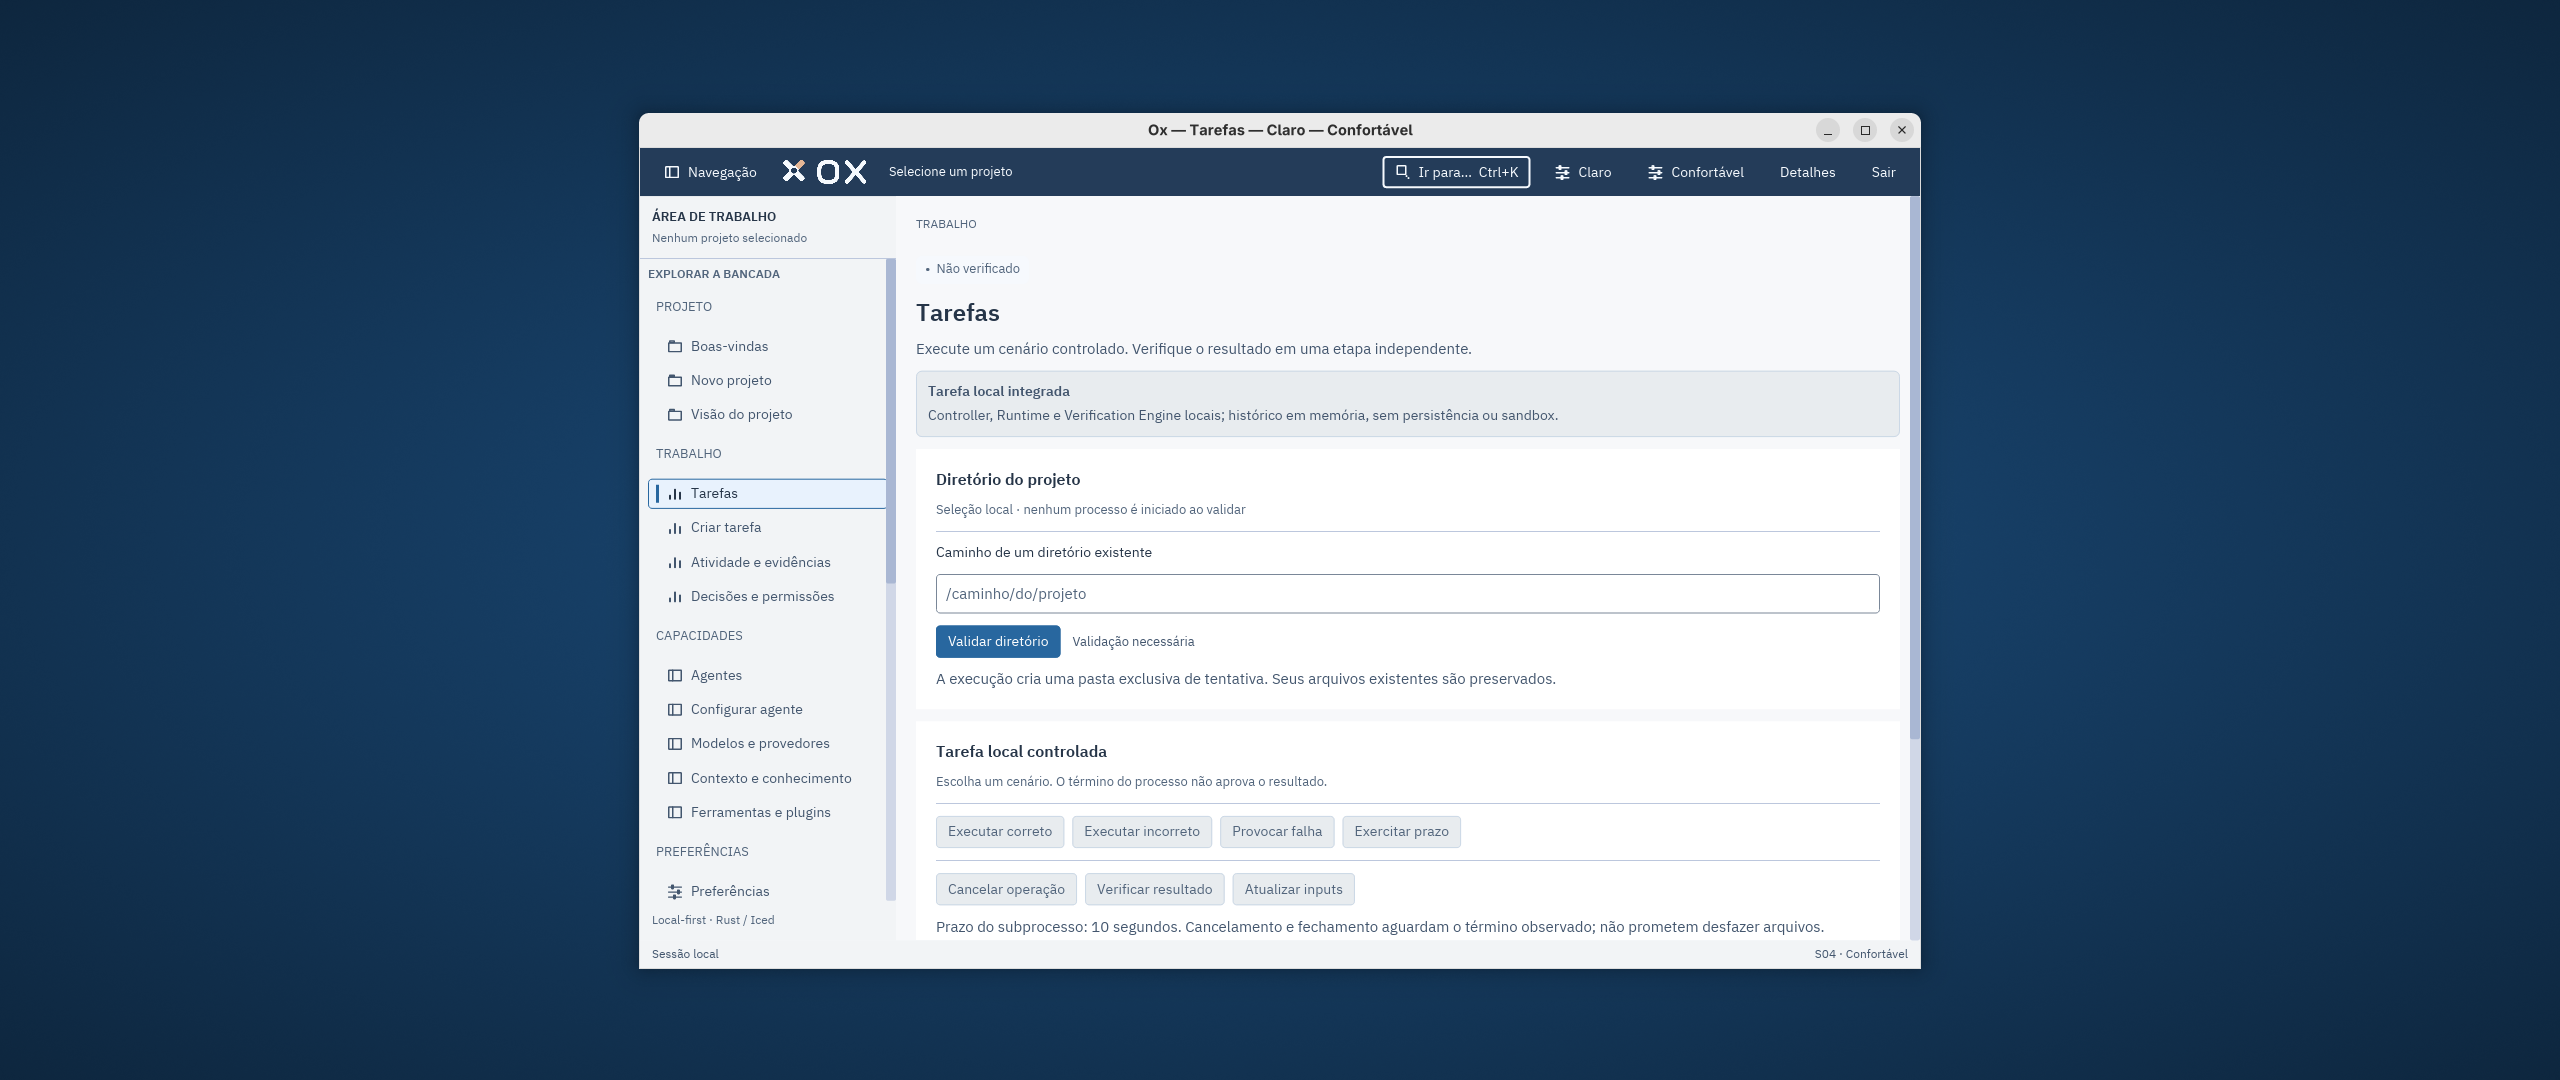 Ox — Tarefas — Claro — Confortável
Navegação
OX
Selecione um projeto
Ir para... Ctrl+K
Claro
Confortável
Detalhes
Sair
ÁREA DE TRABALHO
Nenhum projeto selecionado
EXPLORAR A BANCADA
PROJETO
Boas-vindas
Novo projeto
Visão do projeto
TRABALHO
Tarefas
Criar tarefa
Atividade e evidências
Decisões e permissões
CAPACIDADES
Agentes
Configurar agente
Modelos e provedores
Contexto e conhecimento
Ferramentas e plugins
PREFERÊNCIAS
Preferências
Local-first · Rust / Iced
TRABALHO
• Não verificado
Tarefas
Execute um cenário controlado. Verifique o resultado em uma etapa independente.
Tarefa local integrada
Controller, Runtime e Verification Engine locais; histórico em memória, sem persistência ou sandbox.
Diretório do projeto
Seleção local · nenhum processo é iniciado ao validar
Caminho de um diretório existente
/caminho/do/projeto
Validar diretório
Validação necessária
A execução cria uma pasta exclusiva de tentativa. Seus arquivos existentes são preservados.
Tarefa local controlada
Escolha um cenário. O término do processo não aprova o resultado.
Executar correto
Executar incorreto
Provocar falha
Exercitar prazo
Cancelar operação
Verificar resultado
Atualizar inputs
Prazo do subprocesso: 10 segundos. Cancelamento e fechamento aguardam o término observado; não prometem desfazer arquivos.
Sessão local
S04 · Confortável